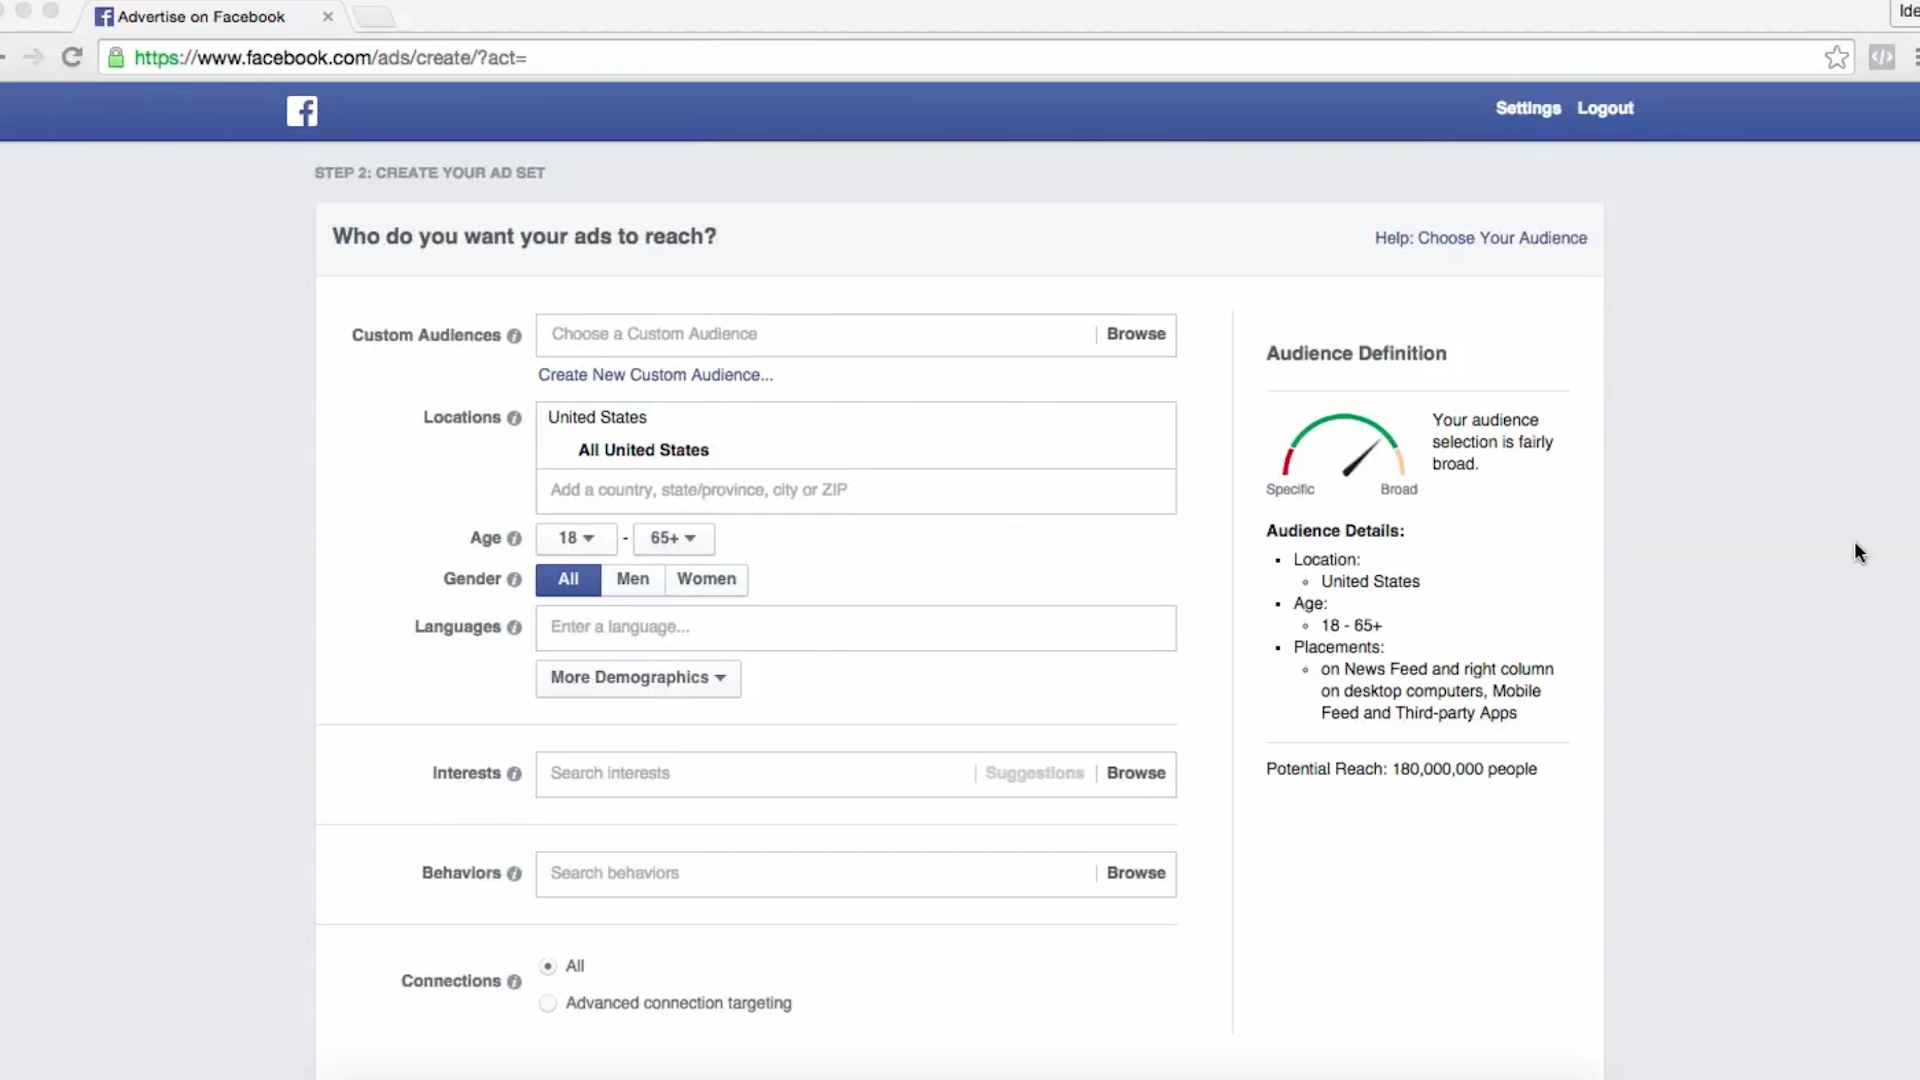 Advertise on Facebook
https://www.facebook.com/ads/create/?act=
Settings Logout
STEP 2: CREATE YOUR AD SET
Who do you want your ads to reach?
Help: Choose Your Audience
Custom Audiences
Choose a Custom Audience
Browse
Create New Custom Audience...
Locations
United States
All United States
Add a country, state/province, city or ZIP
Age
18 - 65+
Gender
All Men Women
Languages
Enter a language...
More Demographics
Interests
Search interests
Suggestions
Browse
Behaviors
Search behaviors
Browse
Connections
All
Advanced connection targeting
Audience Definition
Specific
Broad
Your audience
selection is fairly
broad.
Audience Details:
Location:
United States
Age:
18 - 65+
Placements:
on News Feed and right column
on desktop computers, Mobile
Feed and Third-party Apps
Potential Reach: 180,000,000 people